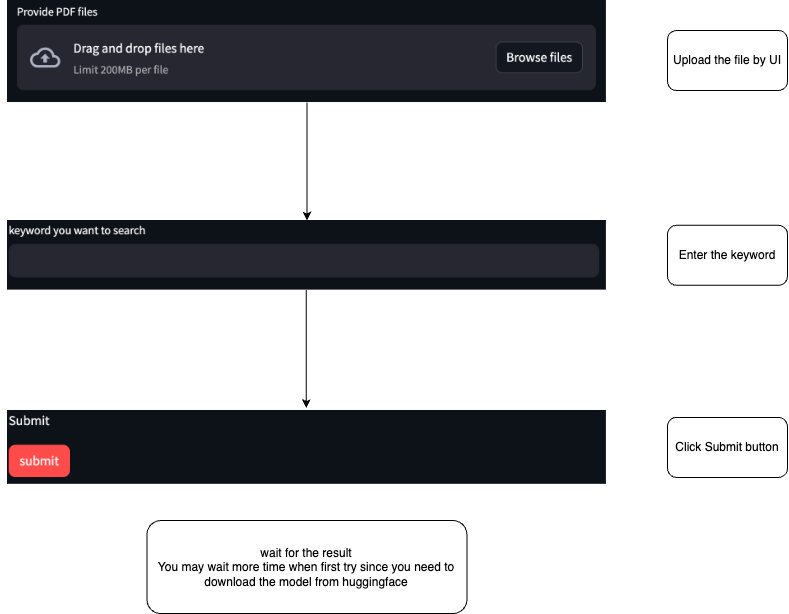 Provide PDF files
Drag and drop files here
Limit 200MB per file
Browse files
Upload the file by UI
keyword you want to search
Enter the keyword
Submit
submit
Click Submit button
wait for the result
You may wait more time when first try since you need to
download the model from huggingface